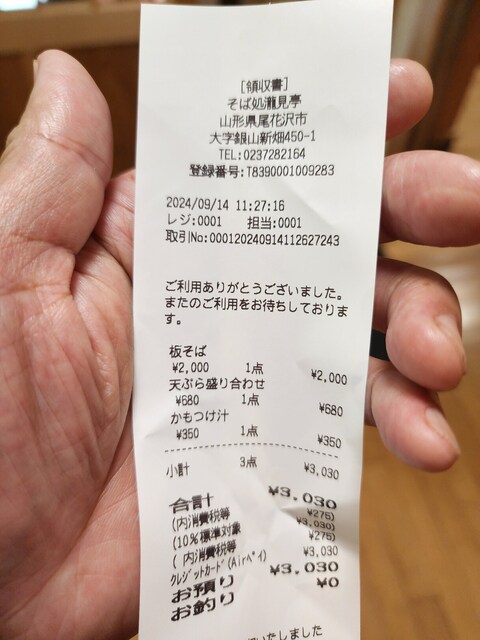 [領収書]
そば処瀧見亭
山形県尾花沢市
大字銀山新畑450-1
TEL:0237282164
登録番号:T8390001009283
2024/09/14 11:27:16
レジ:0001 担当:0001
取引No:000120240914112627243
ご利用ありがとうございました。
またのご利用をお待ちしておりま
す。
板そば
¥2,000 1点 ¥2,000
天ぷら盛り合わせ
¥680 1点 ¥680
かもつけ汁
¥350 1点 ¥350
小計 3点 ¥3,030
合計 ¥3,030
(内消費税等 ¥275)
(10%標準対象 ¥3,030)
(内消費税等 ¥275)
クレジットカード(Airペイ) ¥3,030
お預り ¥3,030
お釣り ¥0
いたしました